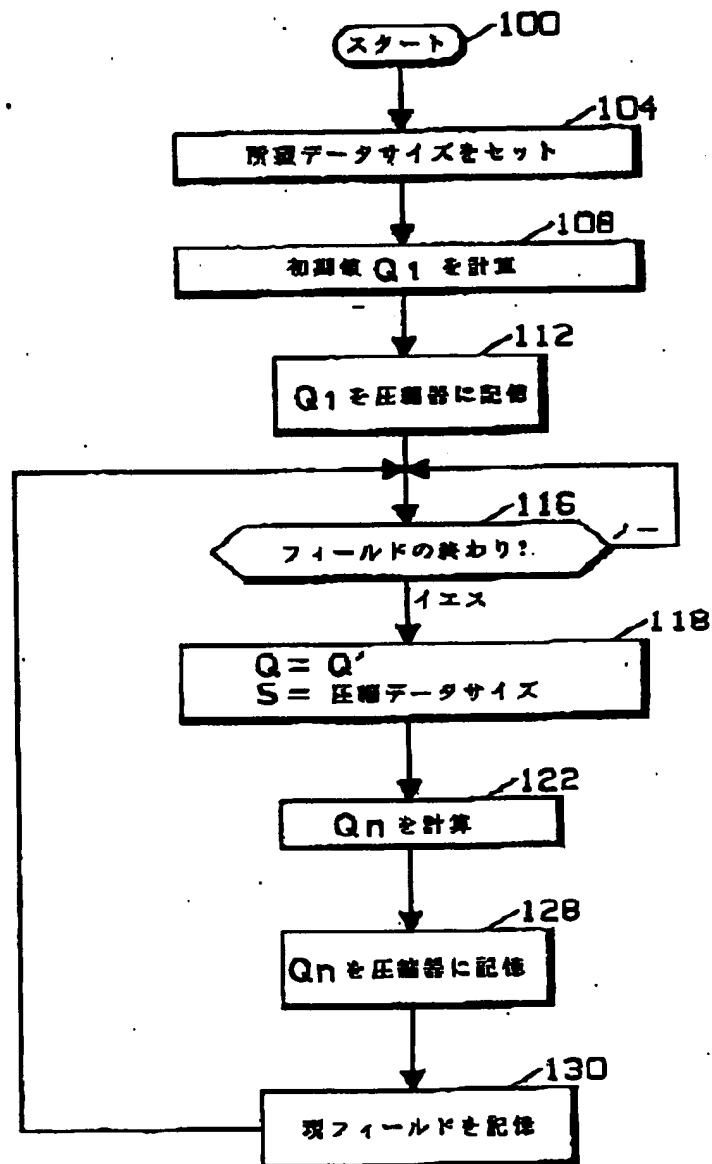 スタート
100
104
所望データサイズをセット
108
初期値 Q1 を計算
112
Q1 を圧縮器に記憶
116
フィールドの終わり?
ノー
イエス
118
Q = Q'
S = 圧縮データサイズ
122
Qn を計算
128
Qn を圧縮器に記憶
130
現フィールドを記憶